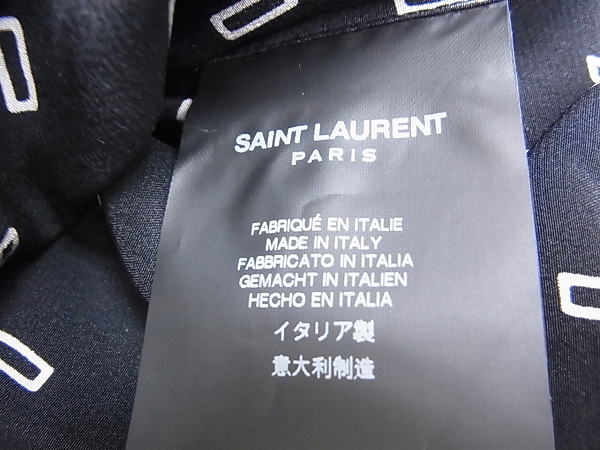 SAINT LAURENT
PARIS
FABRIQUÉ EN ITALIE
MADE IN ITALY
FABBRICATO IN ITALIA
GEMACHT IN ITALIEN
HECHO EN ITALIA
イタリア製
意大利制造